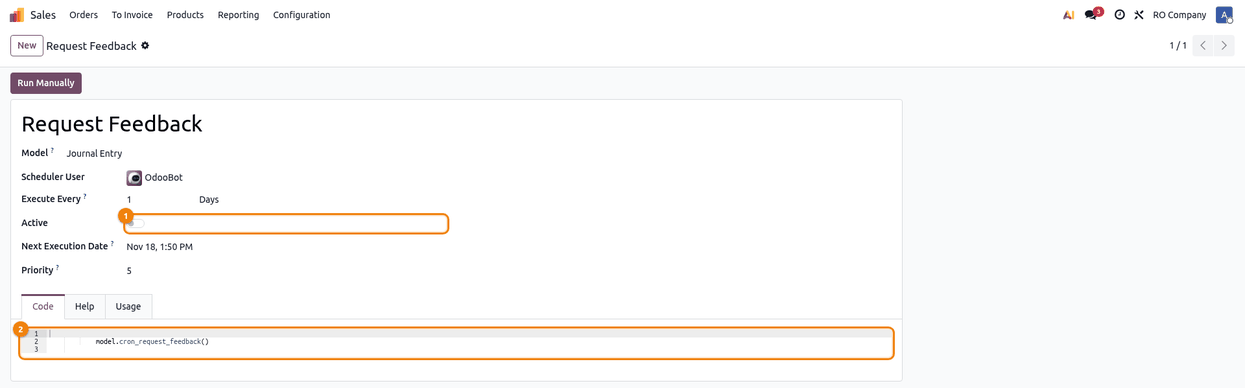 Sales Orders To Invoice Products Reporting Configuration 3 RO Company A
New Request Feedback 1 / 1
Run Manually
Request Feedback
Model ? Journal Entry
Scheduler User OdooBot
Execute Every ? 1 Days
1
Active
Next Execution Date ? Nov 18, 1:50 PM
Priority ? 5
Code Help Usage
2
1
2 model.cron_request_feedback()
3